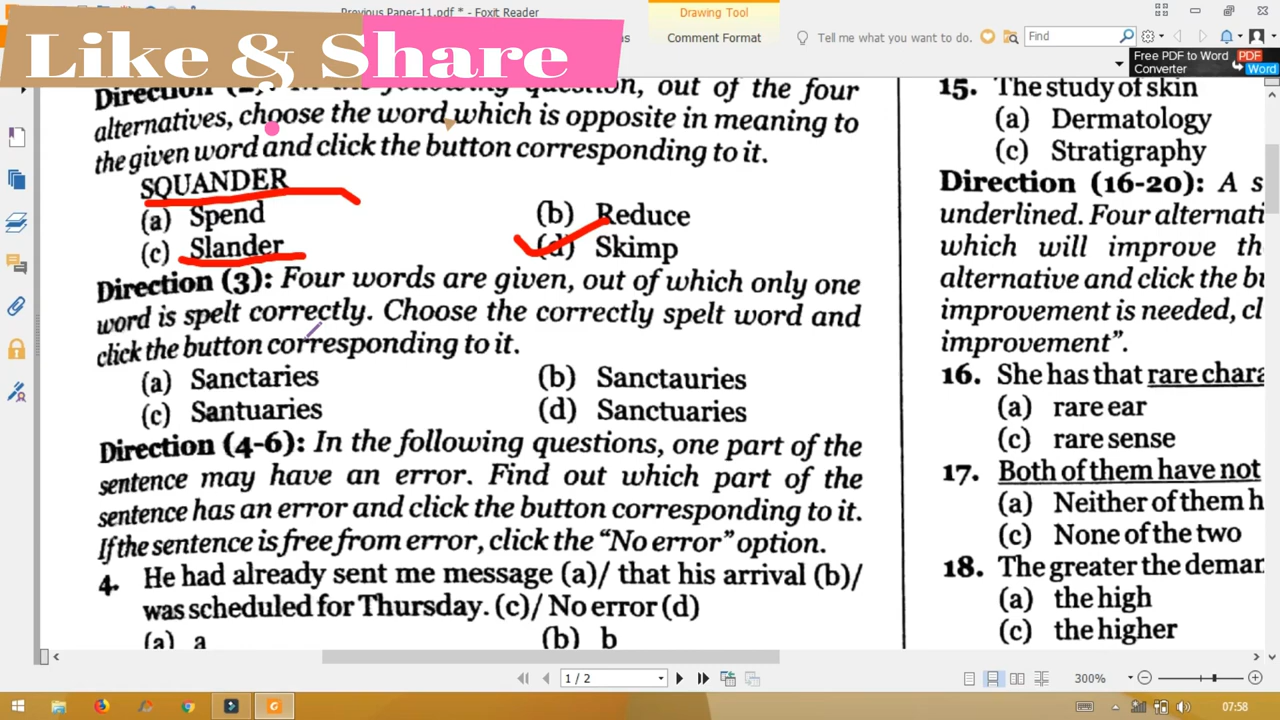 Previous Paper-11.pdf * - Foxit Reader
Drawing Tool
Like & Share
Comment Format
Tell me what you want to do.
Find
Free PDF to Word
Converter
PDF
Word
alternatives, choose the word which is opposite in meaning to
the given word and click the button corresponding to it.
SQUANDER
(a) Spend
(b) Reduce
(c) Slander
(d) Skimp
Direction (3): Four words are given, out of which only one
word is spelt correctly. Choose the correctly spelt word and
click the button corresponding to it.
(a) Sanctaries
(b) Sanctauries
(c) Santuaries
(d) Sanctuaries
Direction (4-6): In the following questions, one part of the
sentence may have an error. Find out which part of the
sentence has an error and click the button corresponding to it.
If the sentence is free from error, click the "No error" option.
4. He had already sent me message (a)/ that his arrival (b)/
was scheduled for Thursday. (c)/ No error (d)
(a) a
(b) b
15. The study of skin
(a) Dermatology
(c) Stratigraphy
Direction (16-20): A s
underlined. Four alternati
which will improve th
alternative and click the bu
improvement is needed, cl
improvement".
16. She has that rare chara
(a) rare ear
(c) rare sense
17. Both of them have not
(a) Neither of them h
(c) None of the two
18. The greater the deman
(a) the high
(c) the higher
1 / 2
300%
07:58